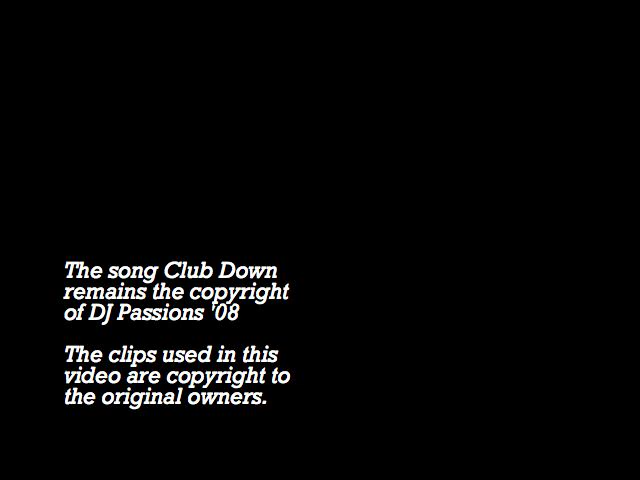 The song Club Down
remains the copyright
of DJ Passions '08
The clips used in this
video are copyright to
the original owners.